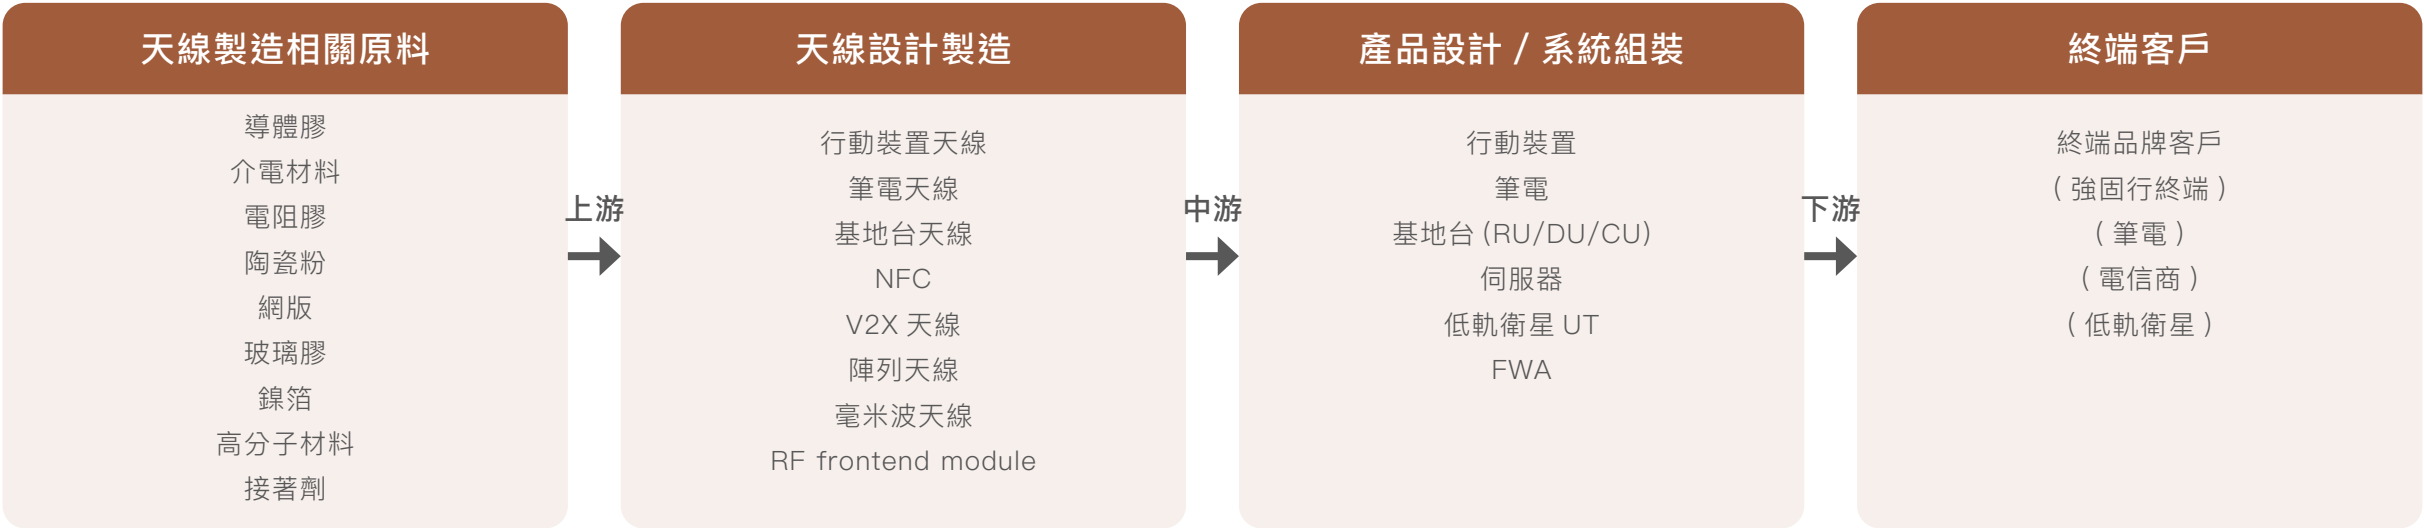 天線製造相關原料
導體膠
介電材料
電阻膠
陶瓷粉
網版
玻璃膠
鎳箔
高分子材料
接著劑
上游
天線設計製造
行動裝置天線
筆電天線
基地台天線
NFC
V2X 天線
陣列天線
毫米波天線
RF frontend module
中游
產品設計 / 系統組裝
行動裝置
筆電
基地台 (RU/DU/CU)
伺服器
低軌衛星 UT
FWA
下游
終端客戶
終端品牌客戶
( 強固行終端 )
( 筆電 )
( 電信商 )
( 低軌衛星 )